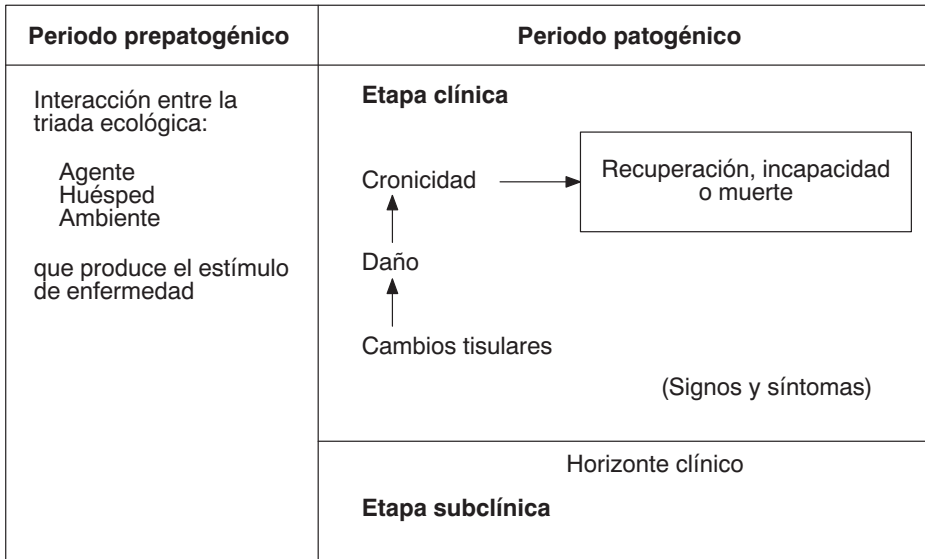 Periodo prepatogénico
Periodo patogénico
Interacción entre la
triada ecológica:
Agente
Huésped
Ambiente
que produce el estímulo
de enfermedad
Etapa clínica
Cronicidad
Recuperación, incapacidad
o muerte
Daño
Cambios tisulares
(Signos y síntomas)
Horizonte clínico
Etapa subclínica